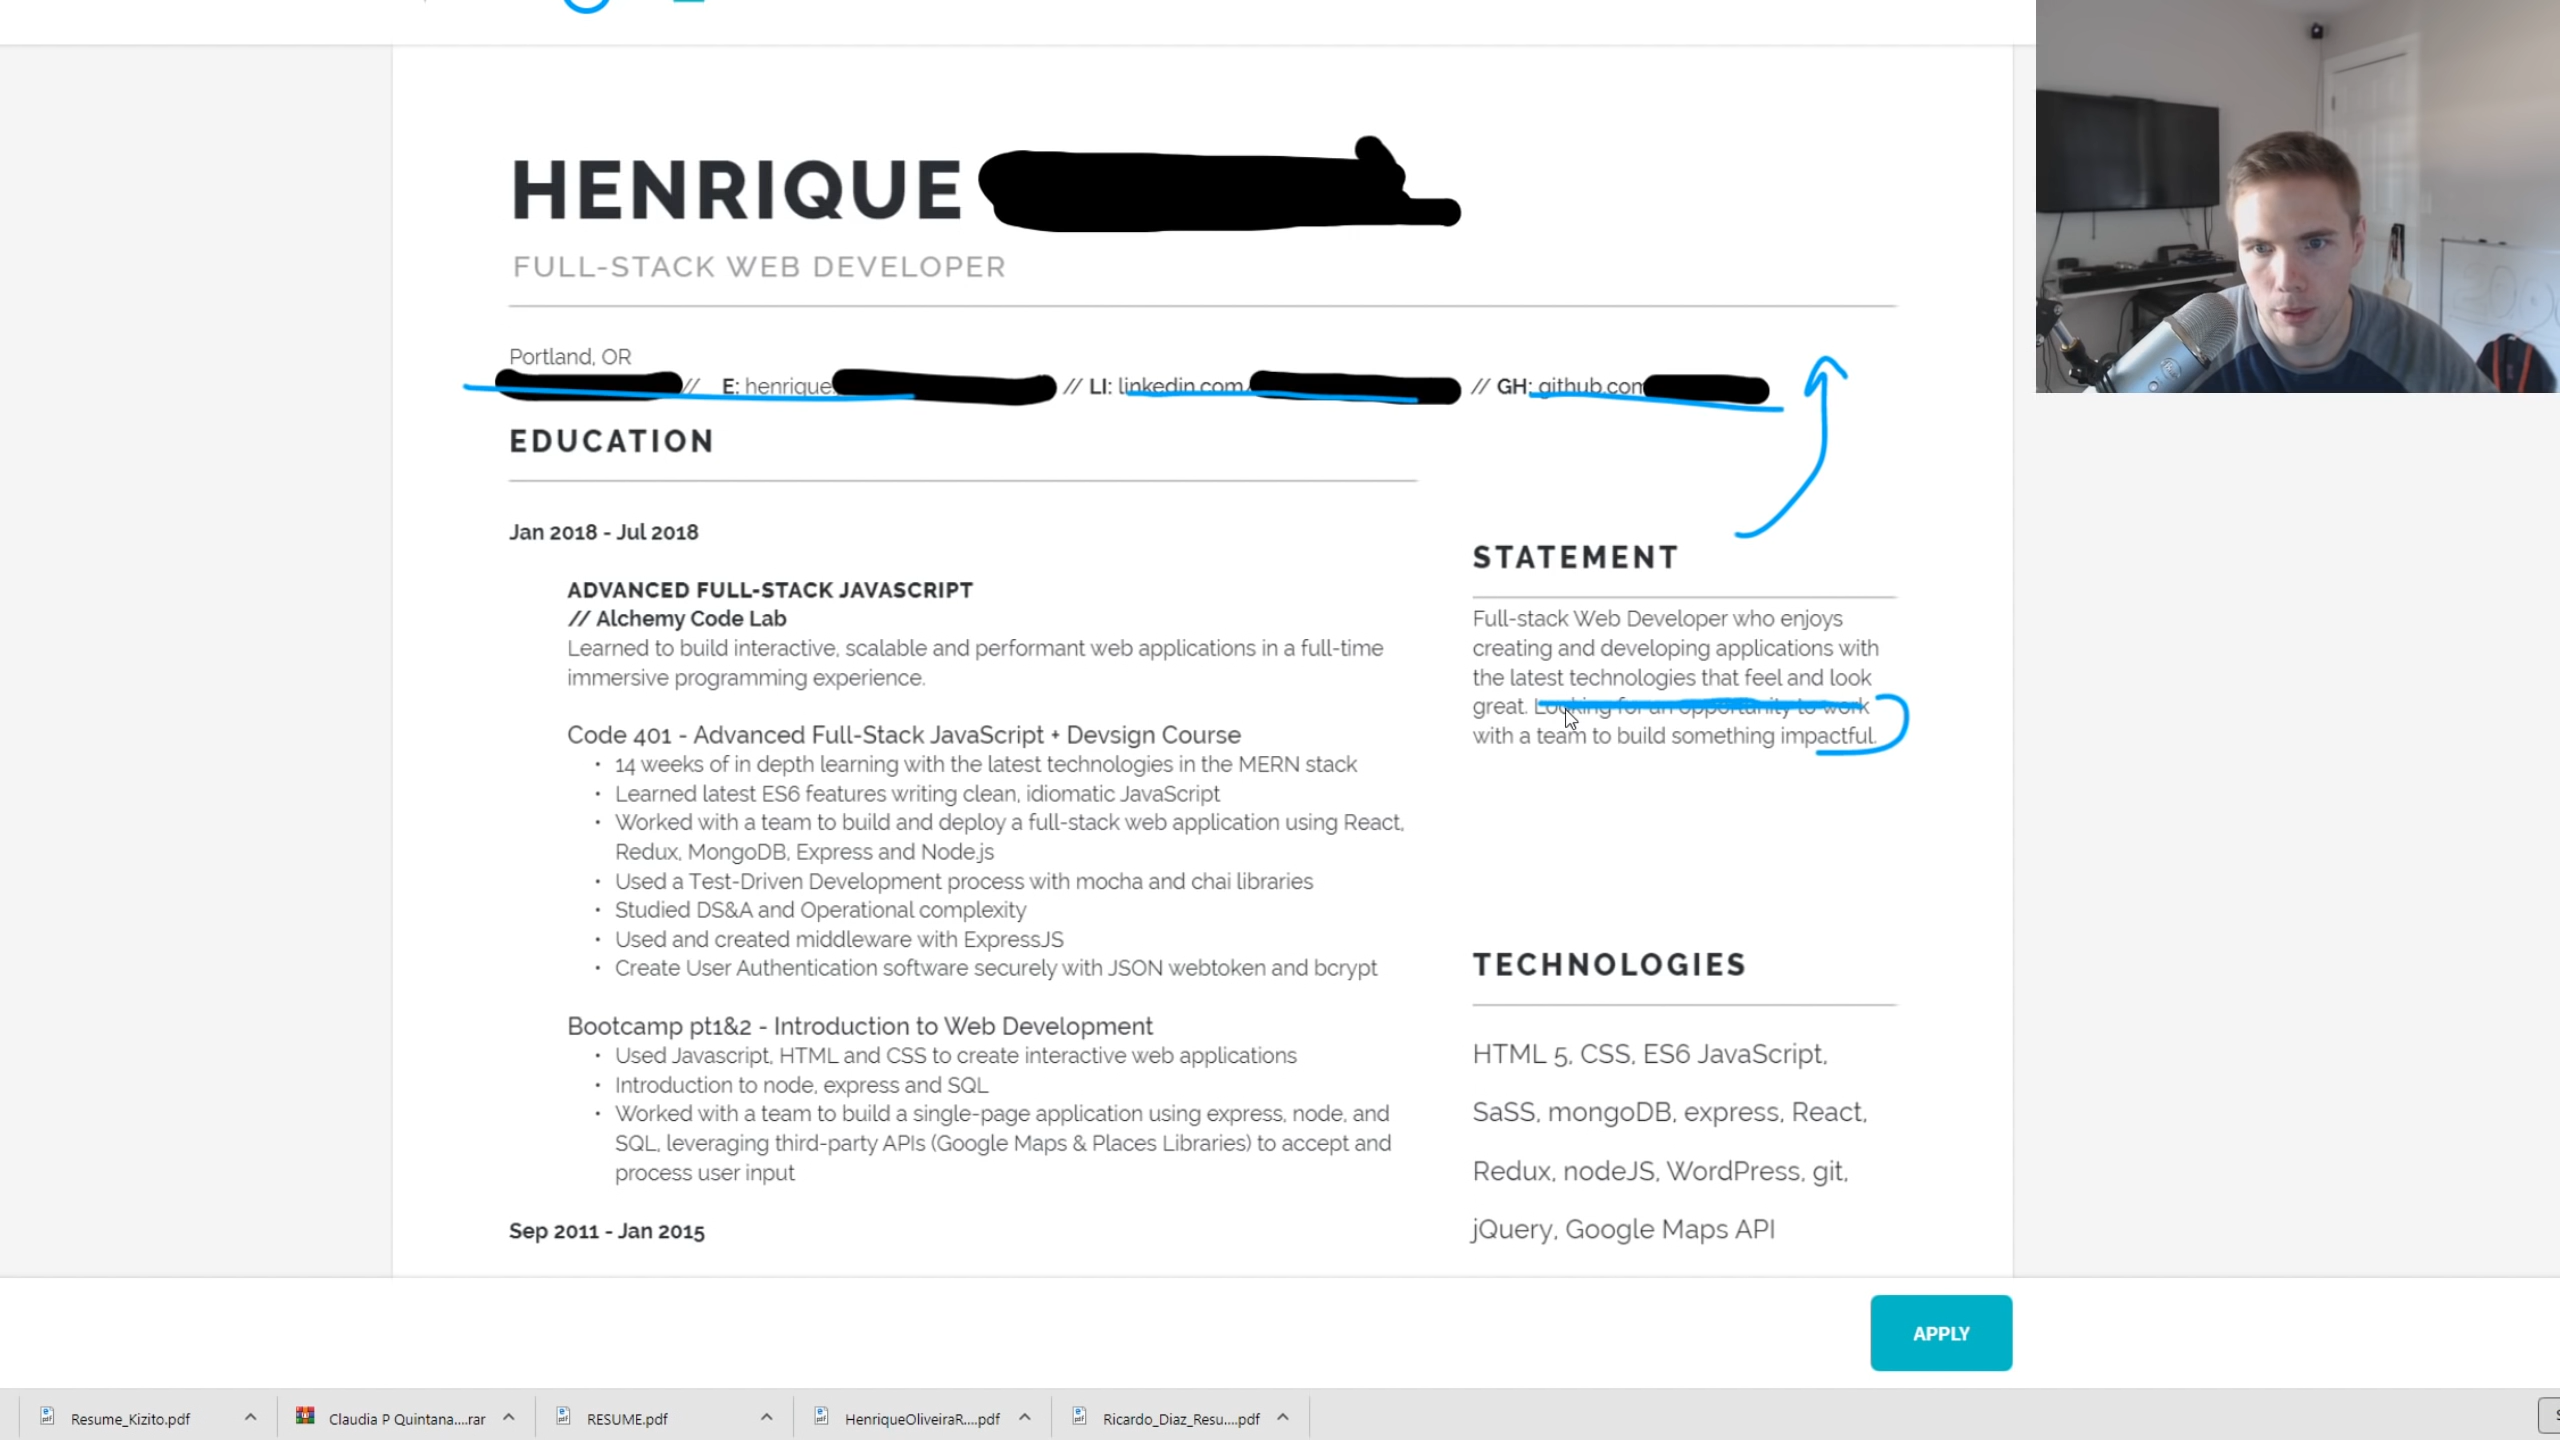 HENRIQUE
FULL-STACK WEB DEVELOPER
Portland, OR
// E: henrique. // LI: linkedin.com/ // GH: github.com
EDUCATION
Jan 2018 - Jul 2018
ADVANCED FULL-STACK JAVASCRIPT
// Alchemy Code Lab
Learned to build interactive, scalable and performant web applications in a full-time
immersive programming experience.
Code 401 - Advanced Full-Stack JavaScript + Devsign Course
• 14 weeks of in depth learning with the latest technologies in the MERN stack
• Learned latest ES6 features writing clean, idiomatic JavaScript
• Worked with a team to build and deploy a full-stack web application using React,
Redux, MongoDB, Express and Node.js
• Used a Test-Driven Development process with mocha and chai libraries
• Studied DS&A and Operational complexity
• Used and created middleware with ExpressJS
• Create User Authentication software securely with JSON webtoken and bcrypt
Bootcamp pt1&2 - Introduction to Web Development
• Used Javascript, HTML and CSS to create interactive web applications
• Introduction to node, express and SQL
• Worked with a team to build a single-page application using express, node, and
SQL, leveraging third-party APIs (Google Maps & Places Libraries) to accept and
process user input
Sep 2011 - Jan 2015
STATEMENT
Full-stack Web Developer who enjoys
creating and developing applications with
the latest technologies that feel and look
great. Looking for an opportunity to work
with a team to build something impactful.
TECHNOLOGIES
HTML 5, CSS, ES6 JavaScript,
SaSS, mongoDB, express, React,
Redux, nodeJS, WordPress, git,
jQuery, Google Maps API
APPLY
Resume_Kizito.pdf
Claudia P Quintana....rar
RESUME.pdf
HenriqueOliveiraR....pdf
Ricardo_Diaz_Resu....pdf